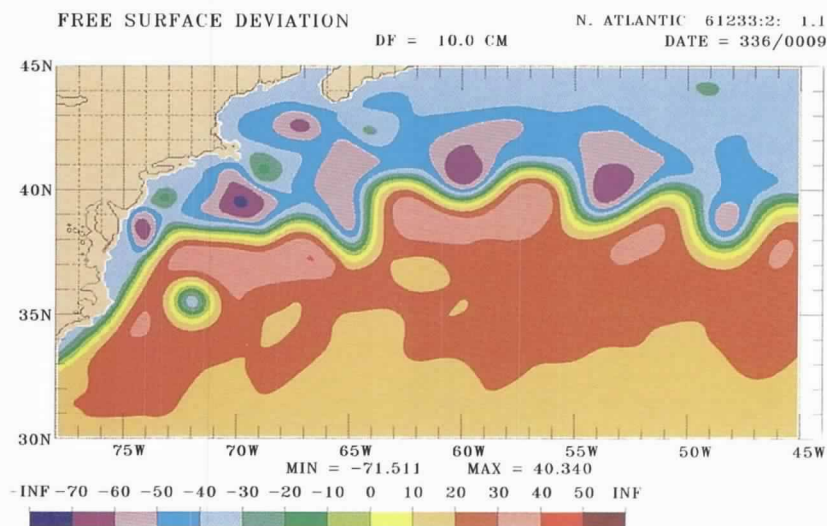 FREE SURFACE DEVIATION
N. ATLANTIC 61233:2: 1.1
DF = 10.0 CM
DATE = 336/0009
45N
40N
35N
30N
75W 70W 65W 60W 55W 50W 45W
MIN = -71.511 MAX = 40.340
-INF -70 -60 -50 -40 -30 -20 -10 0 10 20 30 40 50 INF